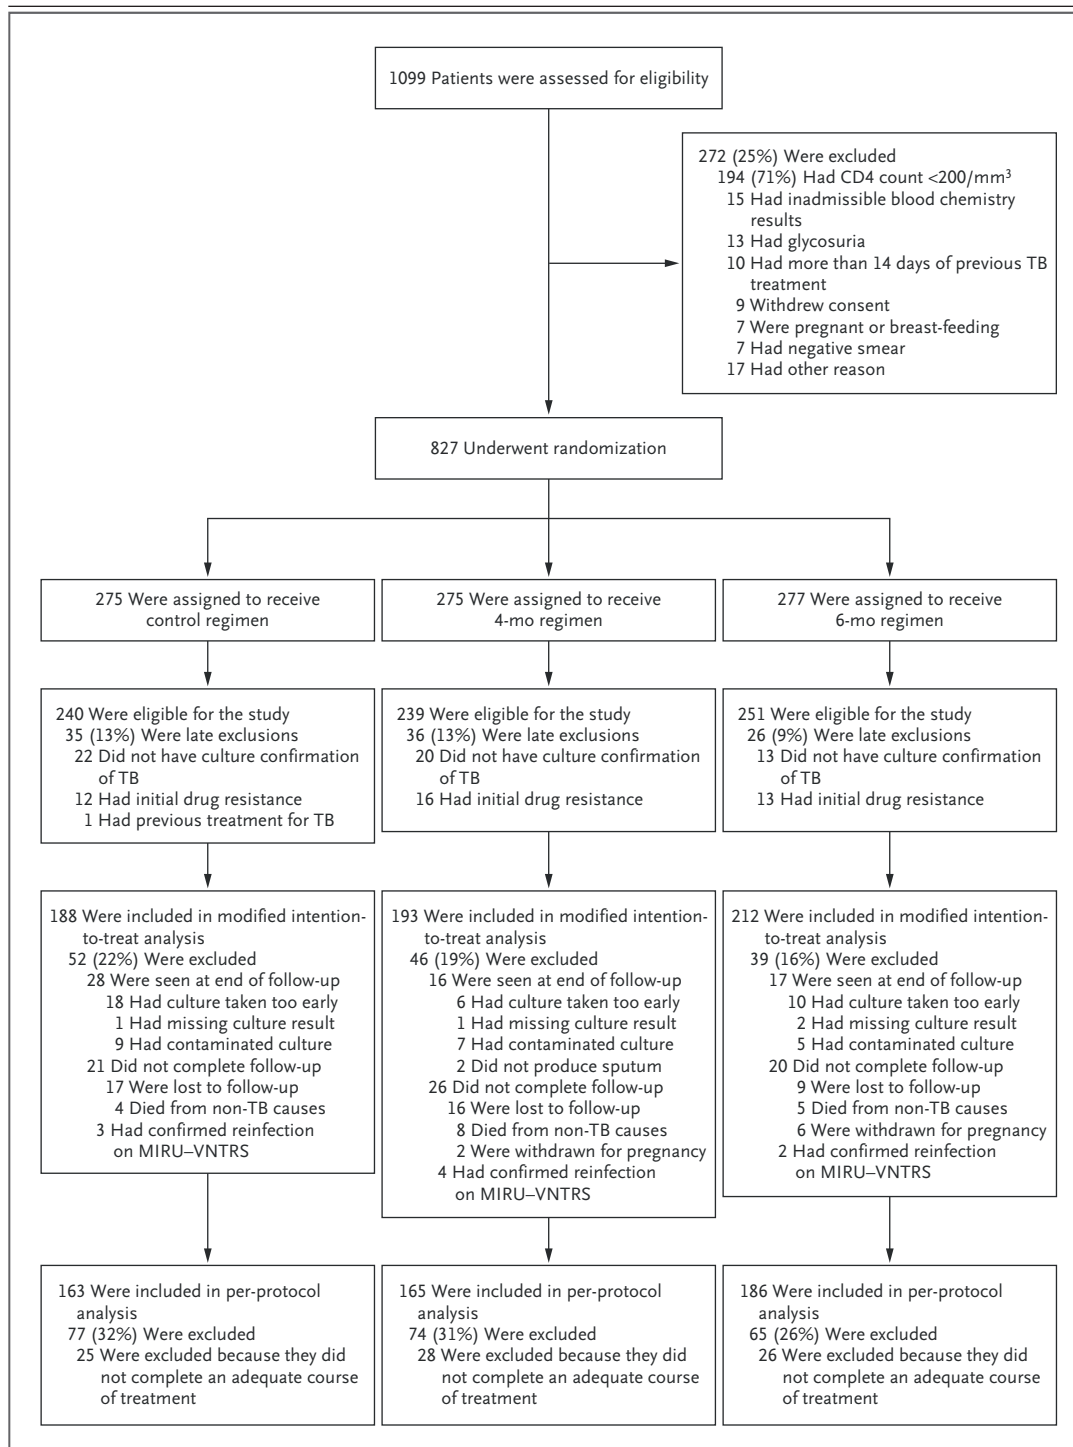 1099 Patients were assessed for eligibility
272 (25%) Were excluded
194 (71%) Had CD4 count <200/mm³
15 Had inadmissible blood chemistry
results
13 Had glycosuria
10 Had more than 14 days of previous TB
treatment
9 Withdrew consent
7 Were pregnant or breast-feeding
7 Had negative smear
17 Had other reason
827 Underwent randomization
275 Were assigned to receive
control regimen
275 Were assigned to receive
4-mo regimen
277 Were assigned to receive
6-mo regimen
240 Were eligible for the study
35 (13%) Were late exclusions
22 Did not have culture confirmation
of TB
12 Had initial drug resistance
1 Had previous treatment for TB
239 Were eligible for the study
36 (13%) Were late exclusions
20 Did not have culture confirmation
of TB
16 Had initial drug resistance
251 Were eligible for the study
26 (9%) Were late exclusions
13 Did not have culture confirmation
of TB
13 Had initial drug resistance
188 Were included in modified intention-
to-treat analysis
52 (22%) Were excluded
28 Were seen at end of follow-up
18 Had culture taken too early
1 Had missing culture result
9 Had contaminated culture
21 Did not complete follow-up
17 Were lost to follow-up
4 Died from non-TB causes
3 Had confirmed reinfection
on MIRU–VNTRS
193 Were included in modified intention-
to-treat analysis
46 (19%) Were excluded
16 Were seen at end of follow-up
6 Had culture taken too early
1 Had missing culture result
7 Had contaminated culture
2 Did not produce sputum
26 Did not complete follow-up
16 Were lost to follow-up
8 Died from non-TB causes
2 Were withdrawn for pregnancy
4 Had confirmed reinfection
on MIRU–VNTRS
212 Were included in modified intention-
to-treat analysis
39 (16%) Were excluded
17 Were seen at end of follow-up
10 Had culture taken too early
2 Had missing culture result
5 Had contaminated culture
20 Did not complete follow-up
9 Were lost to follow-up
5 Died from non-TB causes
6 Were withdrawn for pregnancy
2 Had confirmed reinfection
on MIRU–VNTRS
163 Were included in per-protocol
analysis
77 (32%) Were excluded
25 Were excluded because they did
not complete an adequate course
of treatment
165 Were included in per-protocol
analysis
74 (31%) Were excluded
28 Were excluded because they did
not complete an adequate course
of treatment
186 Were included in per-protocol
analysis
65 (26%) Were excluded
26 Were excluded because they did
not complete an adequate course
of treatment